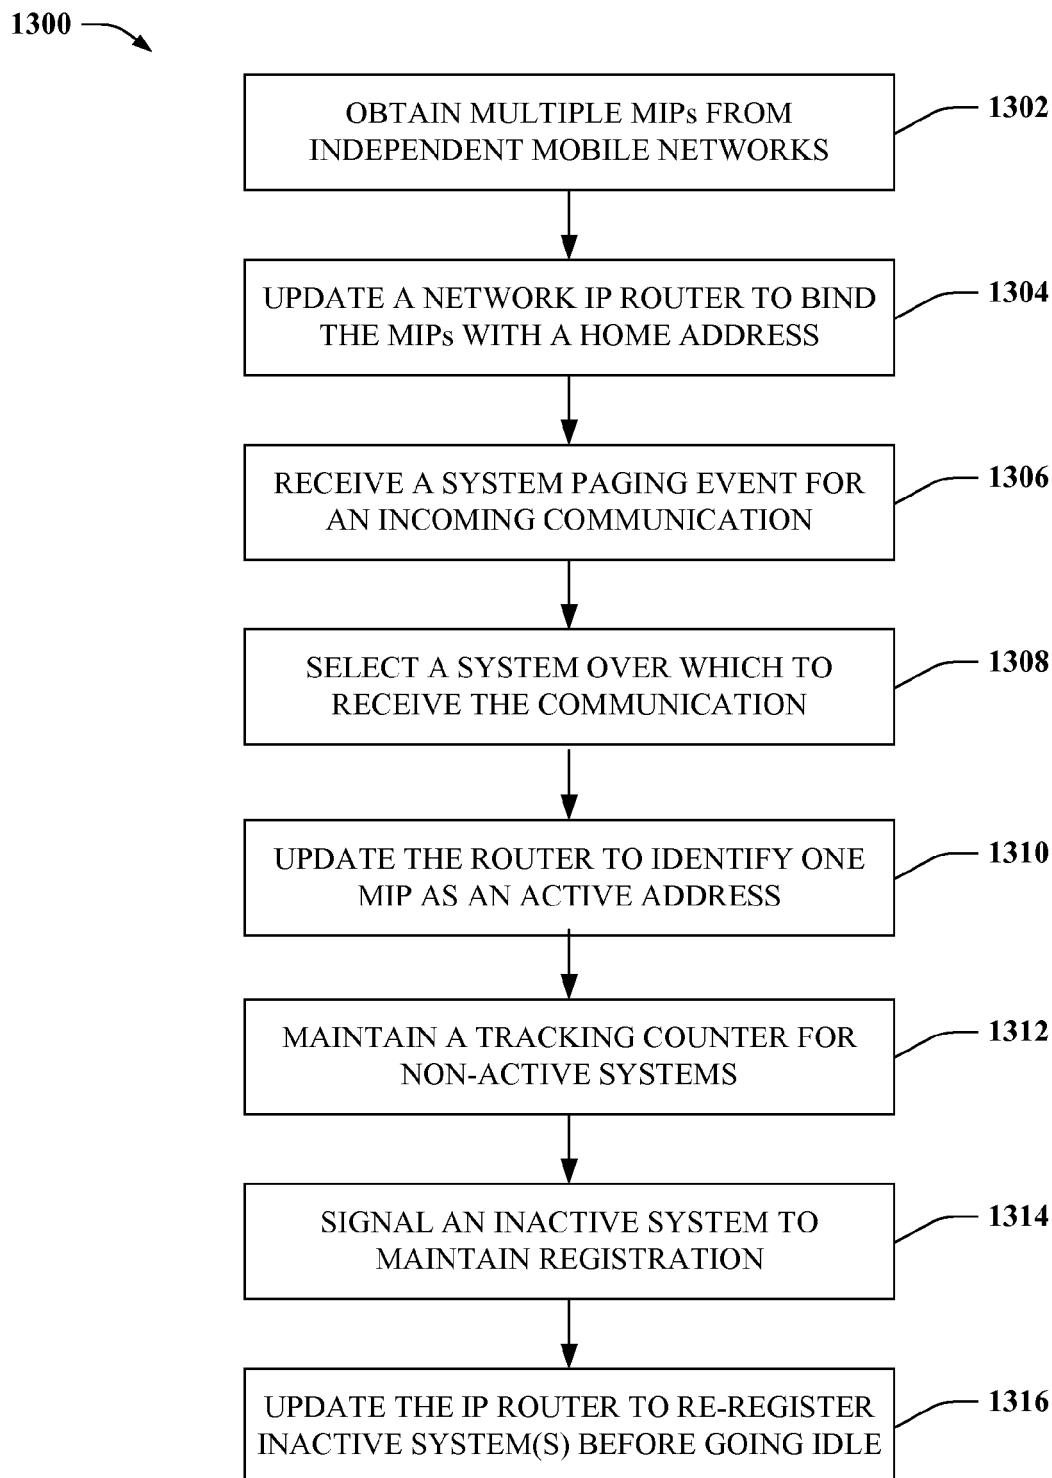 1300
OBTAIN MULTIPLE MIPs FROM
INDEPENDENT MOBILE NETWORKS
1302
UPDATE A NETWORK IP ROUTER TO BIND
THE MIPs WITH A HOME ADDRESS
1304
RECEIVE A SYSTEM PAGING EVENT FOR
AN INCOMING COMMUNICATION
1306
SELECT A SYSTEM OVER WHICH TO
RECEIVE THE COMMUNICATION
1308
UPDATE THE ROUTER TO IDENTIFY ONE
MIP AS AN ACTIVE ADDRESS
1310
MAINTAIN A TRACKING COUNTER FOR
NON-ACTIVE SYSTEMS
1312
SIGNAL AN INACTIVE SYSTEM TO
MAINTAIN REGISTRATION
1314
UPDATE THE IP ROUTER TO RE-REGISTER
INACTIVE SYSTEM(S) BEFORE GOING IDLE
1316